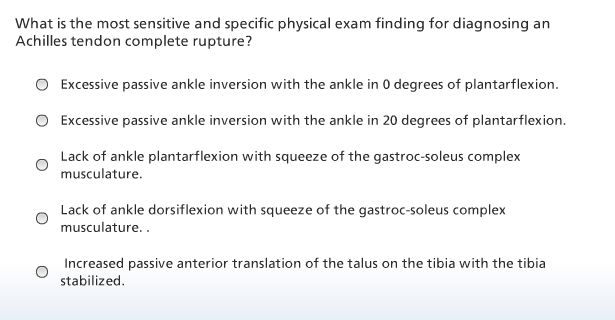 What is the most sensitive and specific physical exam finding for diagnosing an
Achilles tendon complete rupture?
Excessive passive ankle inversion with the ankle in 0 degrees of plantarflexion.
Excessive passive ankle inversion with the ankle in 20 degrees of plantarflexion.
Lack of ankle plantarflexion with squeeze of the gastroc-soleus complex
musculature.
Lack of ankle dorsiflexion with squeeze of the gastroc-soleus complex
musculature. .
Increased passive anterior translation of the talus on the tibia with the tibia
stabilized.